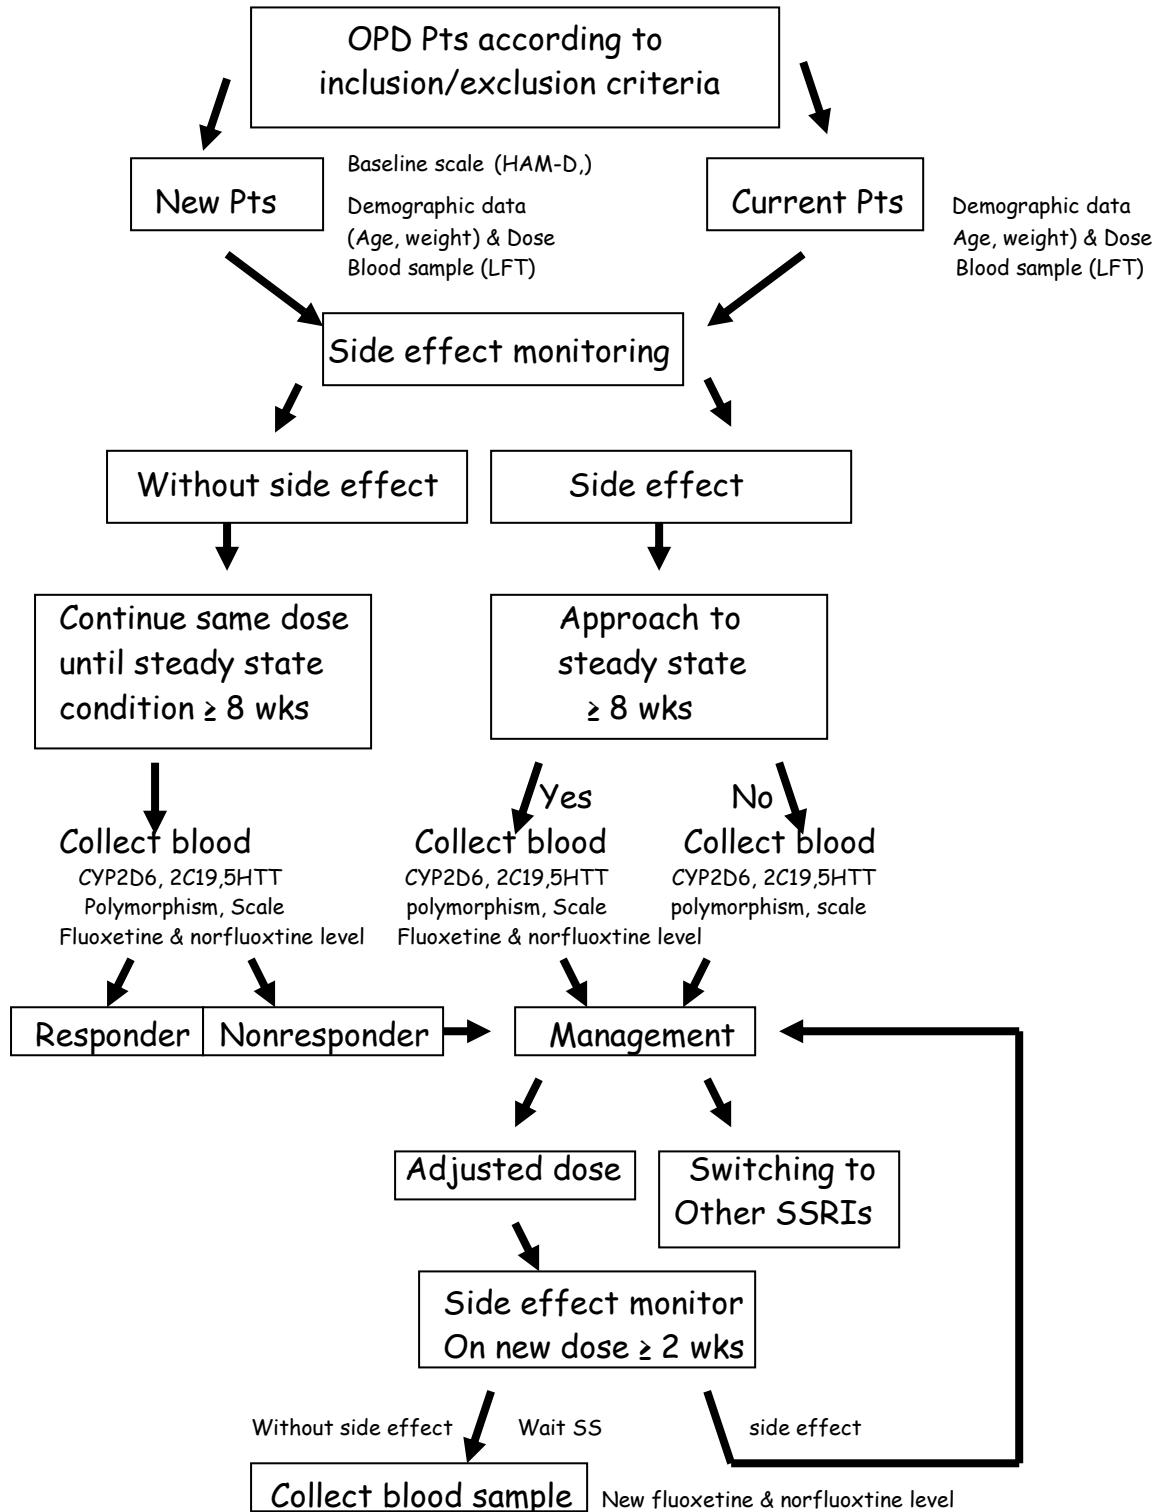 OPD Pts according to
inclusion/exclusion criteria
New Pts
Baseline scale (HAM-D,)
Demographic data
(Age, weight) & Dose
Blood sample (LFT)
Current Pts
Demographic data
Age, weight) & Dose
Blood sample (LFT)
Side effect monitoring
Without side effect
Side effect
Continue same dose
until steady state
condition ≥ 8 wks
Approach to
steady state
≥ 8 wks
Yes
No
Collect blood
CYP2D6, 2C19,5HTT
Polymorphism, Scale
Fluoxetine & norfluoxtine level
Collect blood
CYP2D6, 2C19,5HTT
polymorphism, Scale
Fluoxetine & norfluoxtine level
Collect blood
CYP2D6, 2C19,5HTT
polymorphism, scale
Responder
Nonresponder
Management
Adjusted dose
Switching to
Other SSRIs
Side effect monitor
On new dose ≥ 2 wks
Without side effect
Wait SS
side effect
Collect blood sample
New fluoxetine & norfluoxtine level